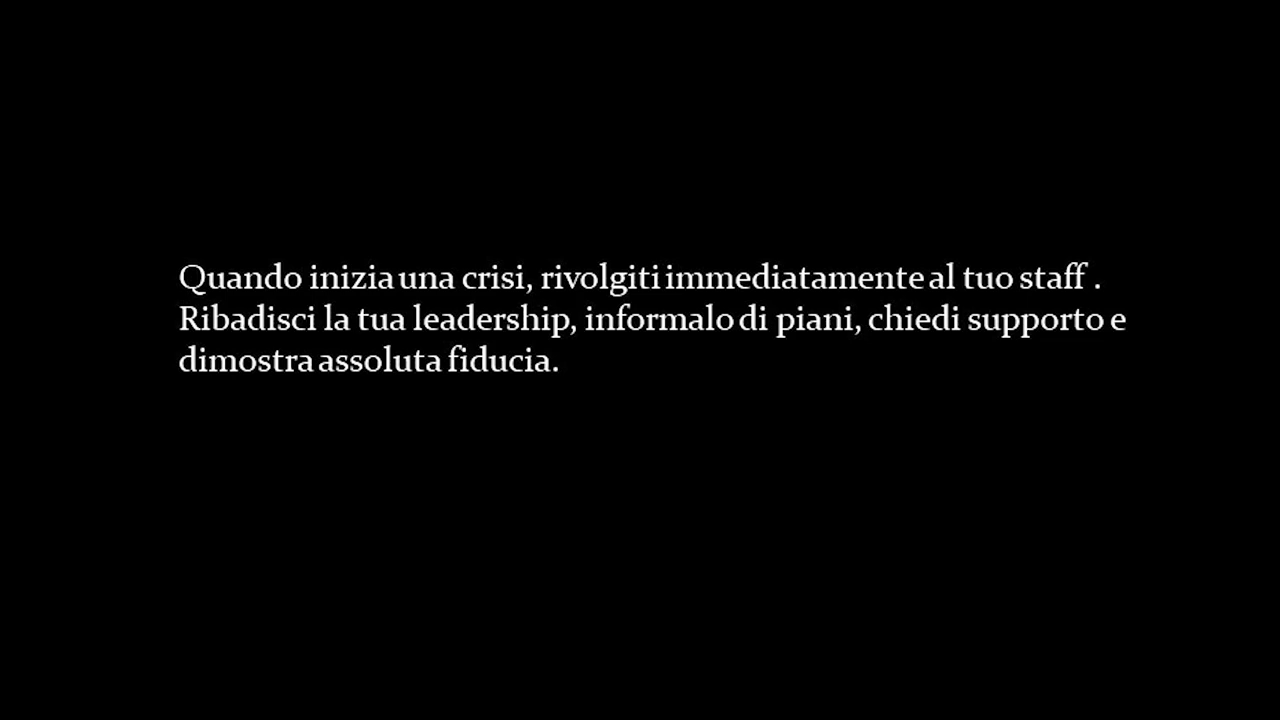 Quando inizia una crisi, rivolgiti immediatamente al tuo staff .
Ribadisci la tua leadership, informalo di piani, chiedi supporto e
dimostra assoluta fiducia.